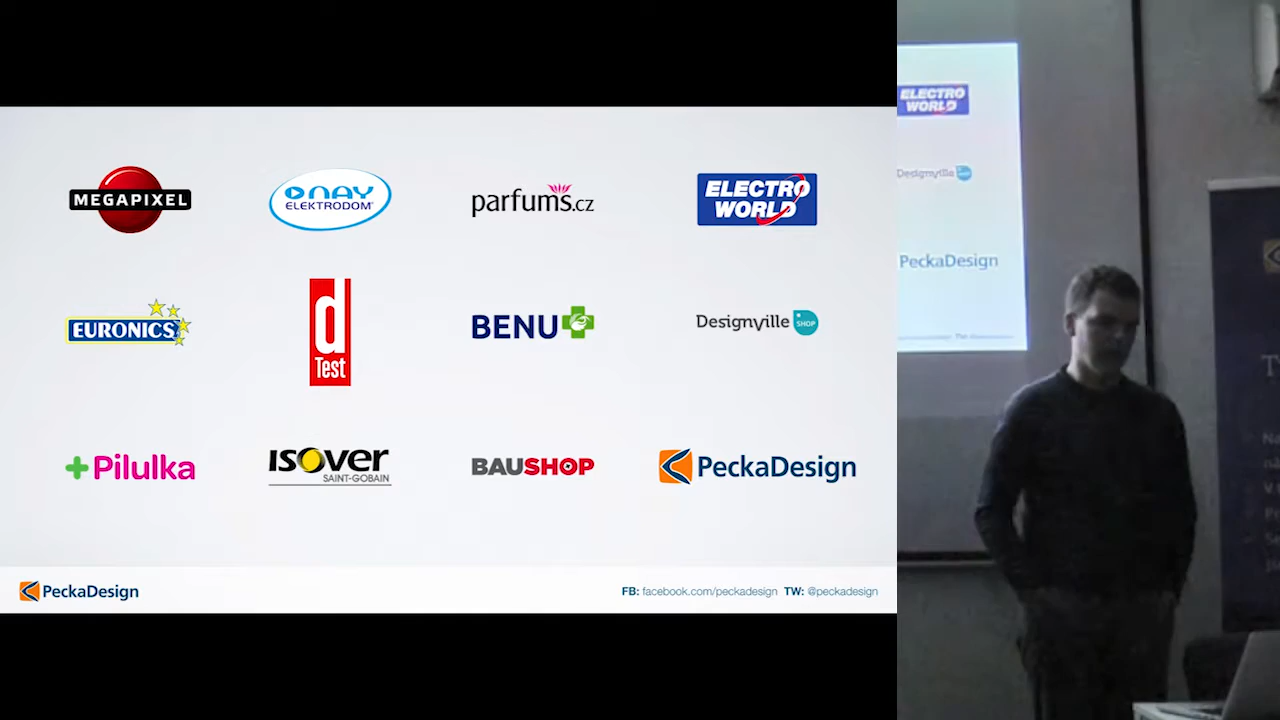 MEGAPIXEL
NAY
ELEKTRODOM
parfums.cz
ELECTRO
WORLD
EURONICS
d
Test
BENU
Designville
SHOP
Pilulka
ISOVER
SAINT-GOBAIN
BAUSHOP
PeckaDesign
PeckaDesign
FB: facebook.com/peckadesign TW: @peckadesign
ELECTRO
WORLD
Designville
PeckaDesign